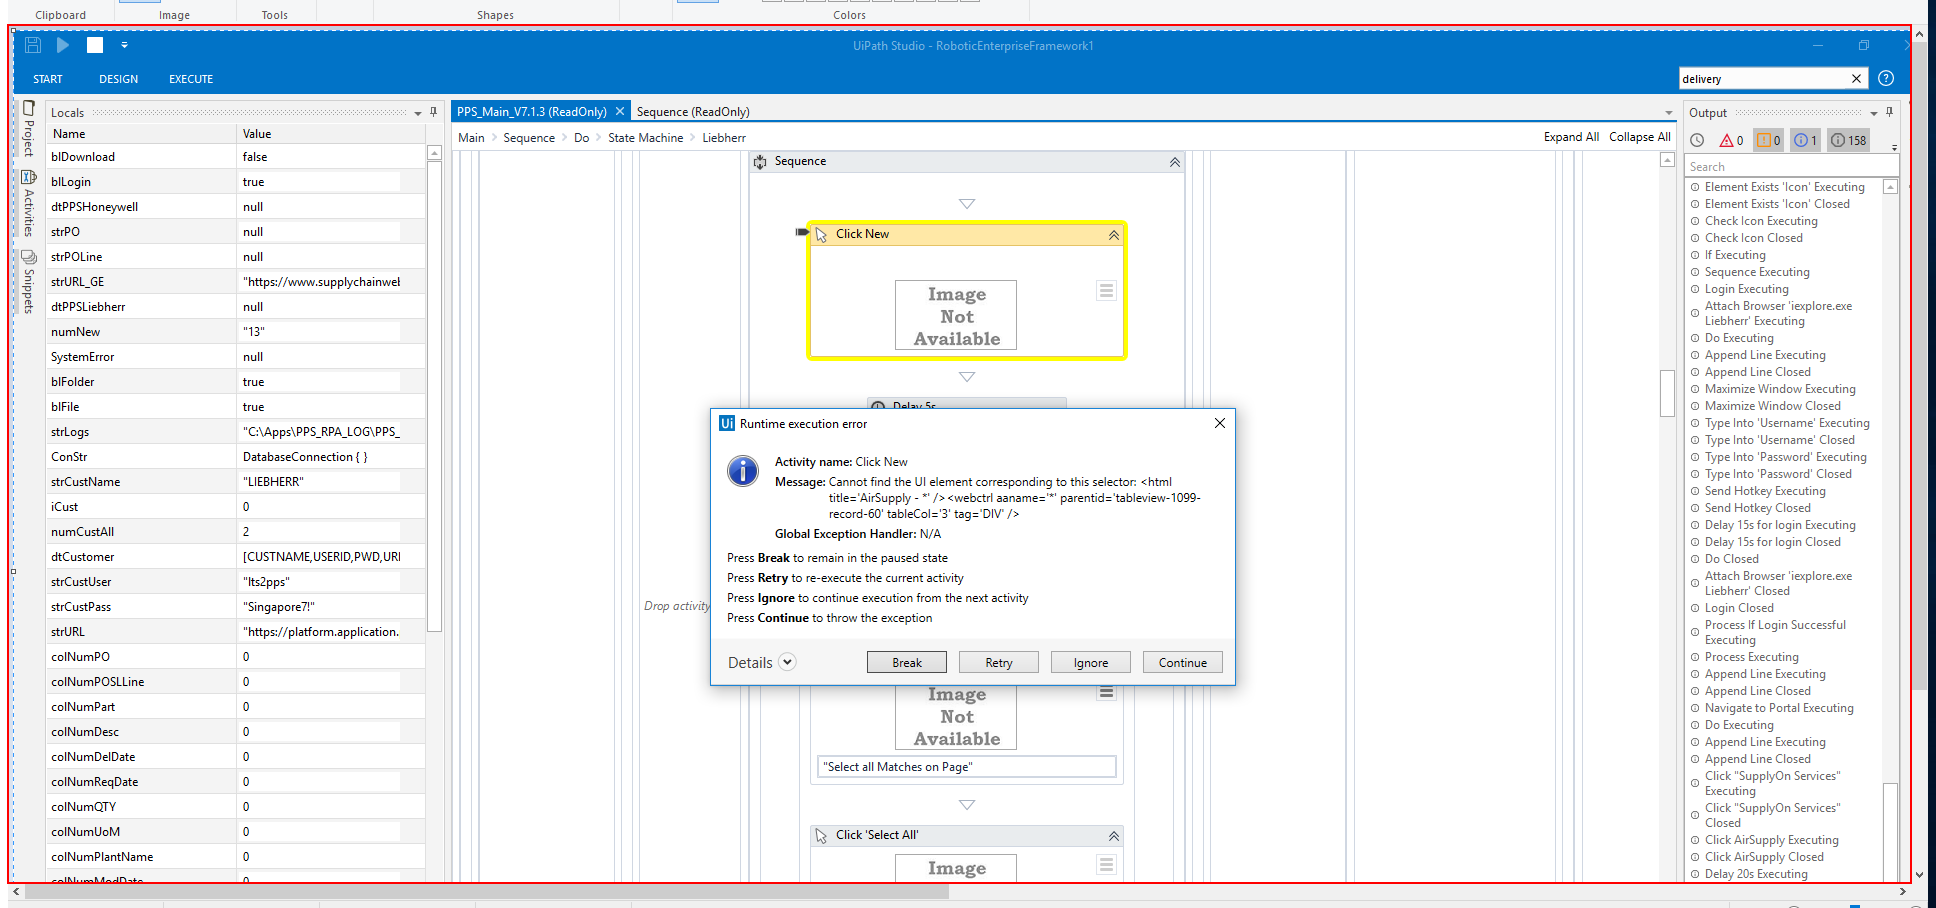 Clipboard
Image
Tools
Shapes
Colors
UiPath Studio - RoboticEnterpriseFramework1
START
DESIGN
EXECUTE
delivery
Project
Activities
Snippets
Locals
Name Value
blDownload false
blLogin true
dtPPSHoneywell null
strPO null
strPOLine null
strURL_GE "https://www.supplychainwel
dtPPSLiebherr null
numNew "13"
SystemError null
blFolder true
blFile true
strLogs "C:\Apps\PPS_RPA_LOG\PPS_
ConStr DatabaseConnection { }
strCustName "LIEBHERR"
iCust 0
numCustAll 2
dtCustomer [CUSTNAME,USERID,PWD,URI
strCustUser "lts2pps"
strCustPass "Singapore7!"
strURL "https://platform.application.
colNumPO 0
colNumPOSLLine 0
colNumPart 0
colNumDesc 0
colNumDelDate 0
colNumReqDate 0
colNumQTY 0
colNumUoM 0
colNumPlantName 0
colNumModDate 0
PPS_Main_V7.1.3 (ReadOnly)
Sequence (ReadOnly)
Main > Sequence > Do > State Machine > Liebherr
Expand All Collapse All
Sequence
Click New
Image
Not
Available
Delay 5s
Drop activity
Runtime execution error
Activity name: Click New
Message: Cannot find the UI element corresponding to this selector: <html
title='AirSupply - *' /><webctrl aaname='*' parentid='tableview-1099-
record-60' tableCol='3' tag='DIV' />
Global Exception Handler: N/A
Press Break to remain in the paused state
Press Retry to re-execute the current activity
Press Ignore to continue execution from the next activity
Press Continue to throw the exception
Details
Break
Retry
Ignore
Continue
Image
Not
Available
"Select all Matches on Page"
Click 'Select All'
Image
Output
0
0
1
158
Search
Element Exists 'Icon' Executing
Element Exists 'Icon' Closed
Check Icon Executing
Check Icon Closed
If Executing
Sequence Executing
Login Executing
Attach Browser 'iexplore.exe
Liebherr' Executing
Do Executing
Append Line Executing
Append Line Closed
Maximize Window Executing
Maximize Window Closed
Type Into 'Username' Executing
Type Into 'Username' Closed
Type Into 'Password' Executing
Type Into 'Password' Closed
Send Hotkey Executing
Send Hotkey Closed
Delay 15s for login Executing
Delay 15s for login Closed
Do Closed
Attach Browser 'iexplore.exe
Liebherr' Closed
Login Closed
Process If Login Successful
Executing
Process Executing
Append Line Executing
Append Line Closed
Navigate to Portal Executing
Do Executing
Append Line Executing
Append Line Closed
Click "SupplyOn Services"
Executing
Click "SupplyOn Services"
Closed
Click AirSupply Executing
Click AirSupply Closed
Delay 20s Executing